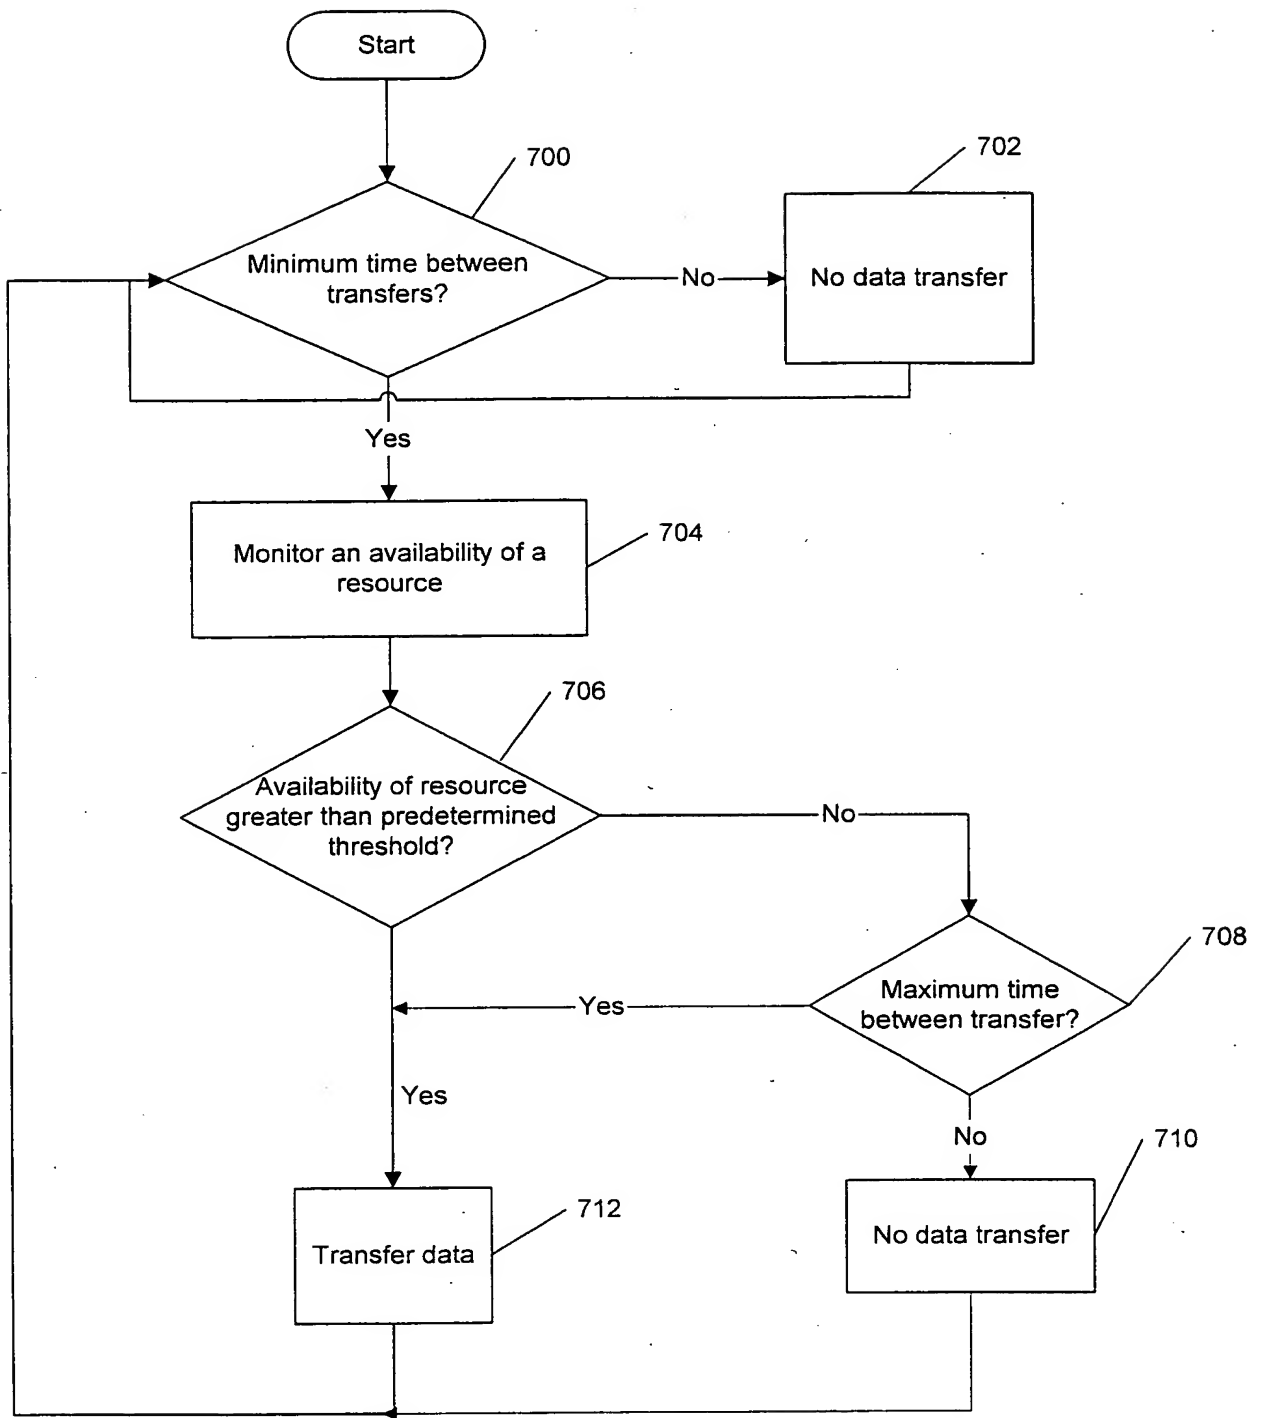 Start
700
702
Minimum time between
transfers?
No
No data transfer
Yes
704
Monitor an availability of a
resource
706
Availability of resource
greater than predetermined
threshold?
No
708
Maximum time
between transfer?
Yes
Yes
No
710
712
No data transfer
Transfer data